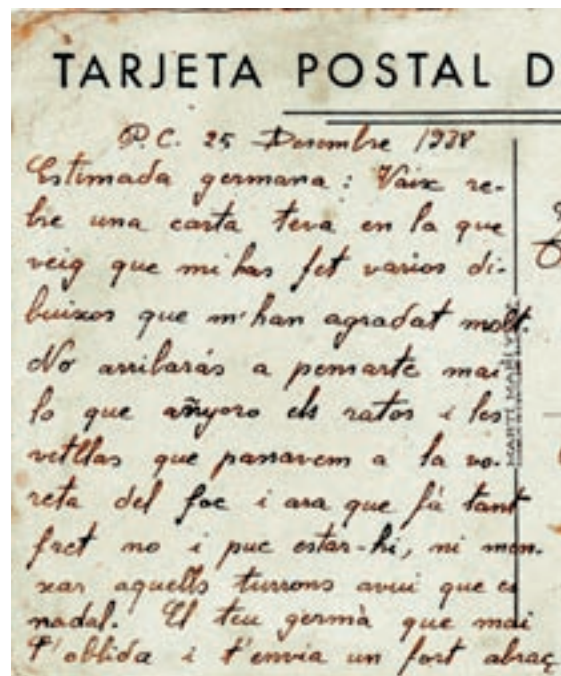 TARJETA POSTAL D
P.C. 25 Desembre 1938
Estimada germana: Vaix re-
bre una carta teva en la que
veig que mi has fet varios di-
buixos que m'han agradat molt.
No arribarás a pensarte mai
lo que añyoro els ratos i les
vetllas que passavem a la vo-
reta del foc i ara que fá tant
fret no i puc estar-hi, ni men-
xar aquells turrons avui que es
nadal. El teu germà que mai
t'oblida i t'envia un fort abraç